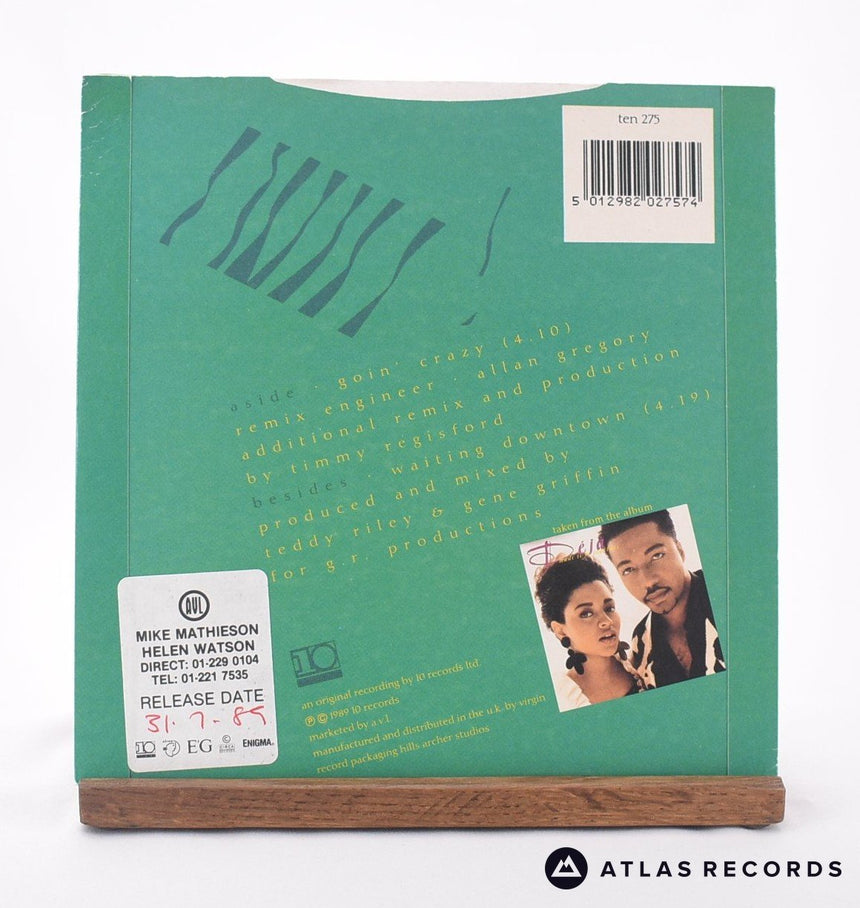 ten 275
5 012982 027574
aside · goin' crazy (4.10)
remix engineer · allan gregory
additional remix and production
by timmy regisford
besides · waiting downtown (4.19)
produced and mixed by
teddy riley & gene griffin
for g.r. productions
taken from the album
Déja
AVL
MIKE MATHIESON
HELEN WATSON
DIRECT: 01-229 0104
TEL: 01-221 7535
RELEASE DATE
31.7.89
10
EG
CIRCA
ENIGMA.
10
an original recording by 10 records ltd.
℗ © 1989 10 records
marketed by a.v.l.
manufactured and distributed in the u.k. by virgin
record packaging hills archer studios
ATLAS RECORDS